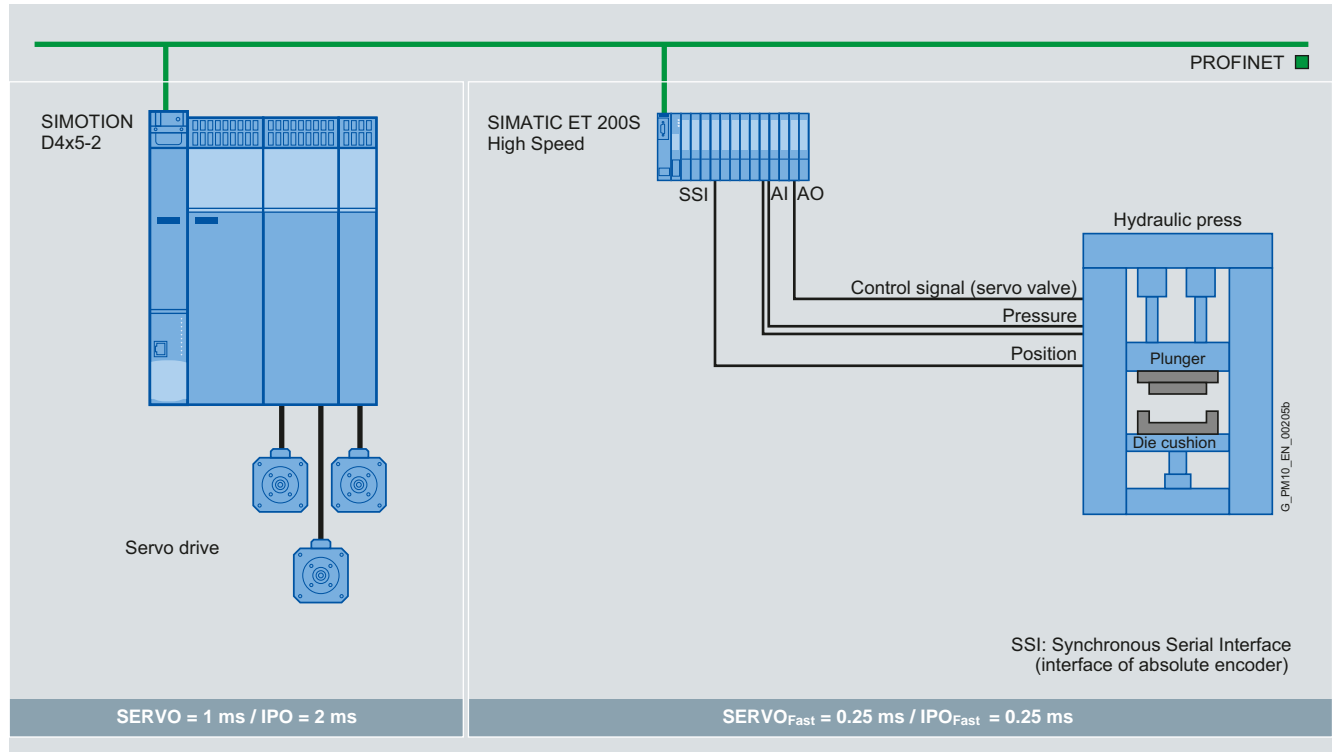 PROFINET
SIMOTION
D4x5-2
SIMATIC ET 200S
High Speed
SSI
AI
AO
Hydraulic press
Control signal (servo valve)
Pressure
Position
Plunger
Die cushion
G_PM10_EN_00205b
Servo drive
SSI: Synchronous Serial Interface
(interface of absolute encoder)
SERVO = 1 ms / IPO = 2 ms
SERVOFast = 0.25 ms / IPOFast = 0.25 ms